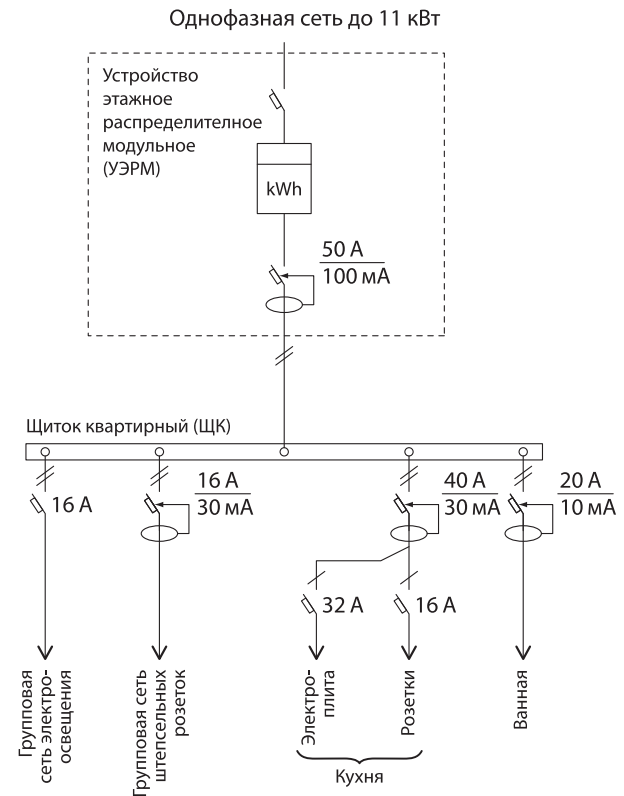 Однофазная сеть до 11 кВт
Устройство
этажное
распределителное
модульное
(УЭРМ)
kWh
50 А
100 мА
Щиток квартирный (ЩК)
16 А
16 А
30 мА
40 А
30 мА
20 А
10 мА
32 А
16 А
Групповая
сеть электро-
освещения
Групповая сеть
штепсельных
розеток
Электро-
плита
Розетки
Ванная
Кухня